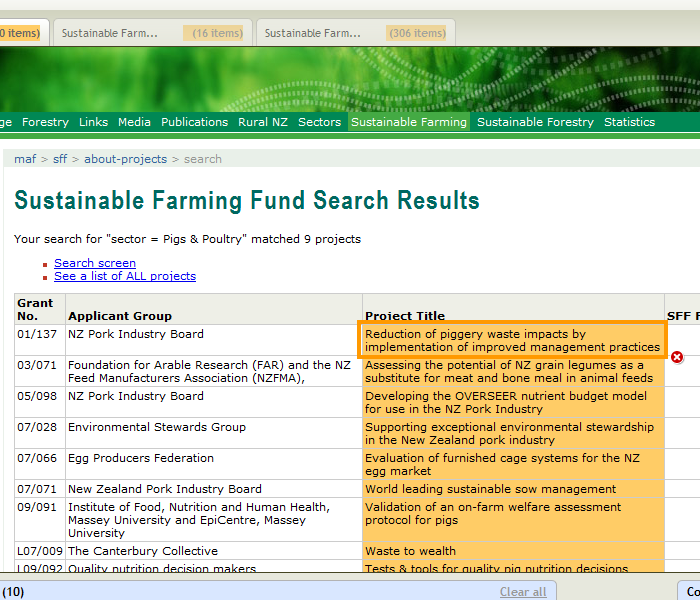 0 items)
Sustainable Farm...
(16 items)
Sustainable Farm...
(306 items)
ge Forestry Links Media Publications Rural NZ Sectors Sustainable Farming Sustainable Forestry Statistics
maf > sff > about-projects > search
Sustainable Farming Fund Search Results
Your search for "sector = Pigs & Poultry" matched 9 projects
Search screen
See a list of ALL projects
Grant
No.
Applicant Group
Project Title
SFF F
01/137
NZ Pork Industry Board
Reduction of piggery waste impacts by
implementation of improved management practices
03/071
Foundation for Arable Research (FAR) and the NZ
Feed Manufacturers Association (NZFMA),
Assessing the potential of NZ grain legumes as a
substitute for meat and bone meal in animal feeds
05/098
NZ Pork Industry Board
Developing the OVERSEER nutrient budget model
for use in the NZ Pork Industry
07/028
Environmental Stewards Group
Supporting exceptional environmental stewardship
in the New Zealand pork industry
07/066
Egg Producers Federation
Evaluation of furnished cage systems for the NZ
egg market
07/071
New Zealand Pork Industry Board
World leading sustainable sow management
09/091
Institute of Food, Nutrition and Human Health,
Massey University and EpiCentre, Massey
University
Validation of an on-farm welfare assessment
protocol for pigs
L07/009
The Canterbury Collective
Waste to wealth
L09/092
Quality nutrition decision makers
Tests & tools for quality pig nutrition decisions
(10)
Clear all
Co